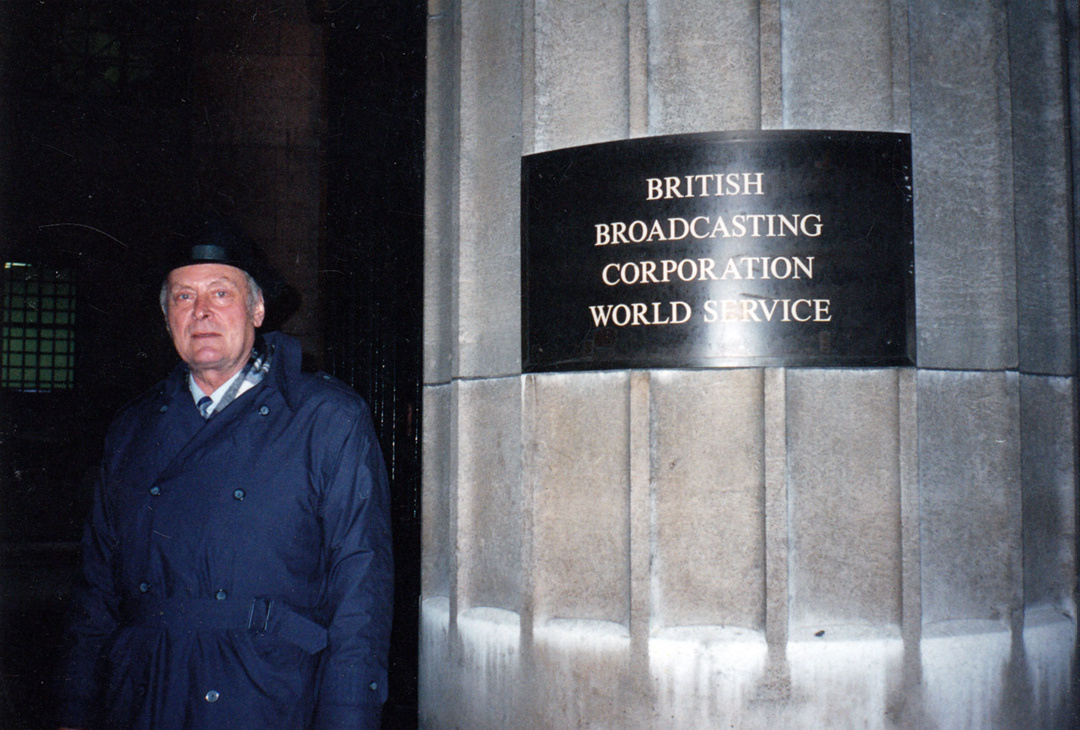 BRITISH
BROADCASTING
CORPORATION
WORLD SERVICE